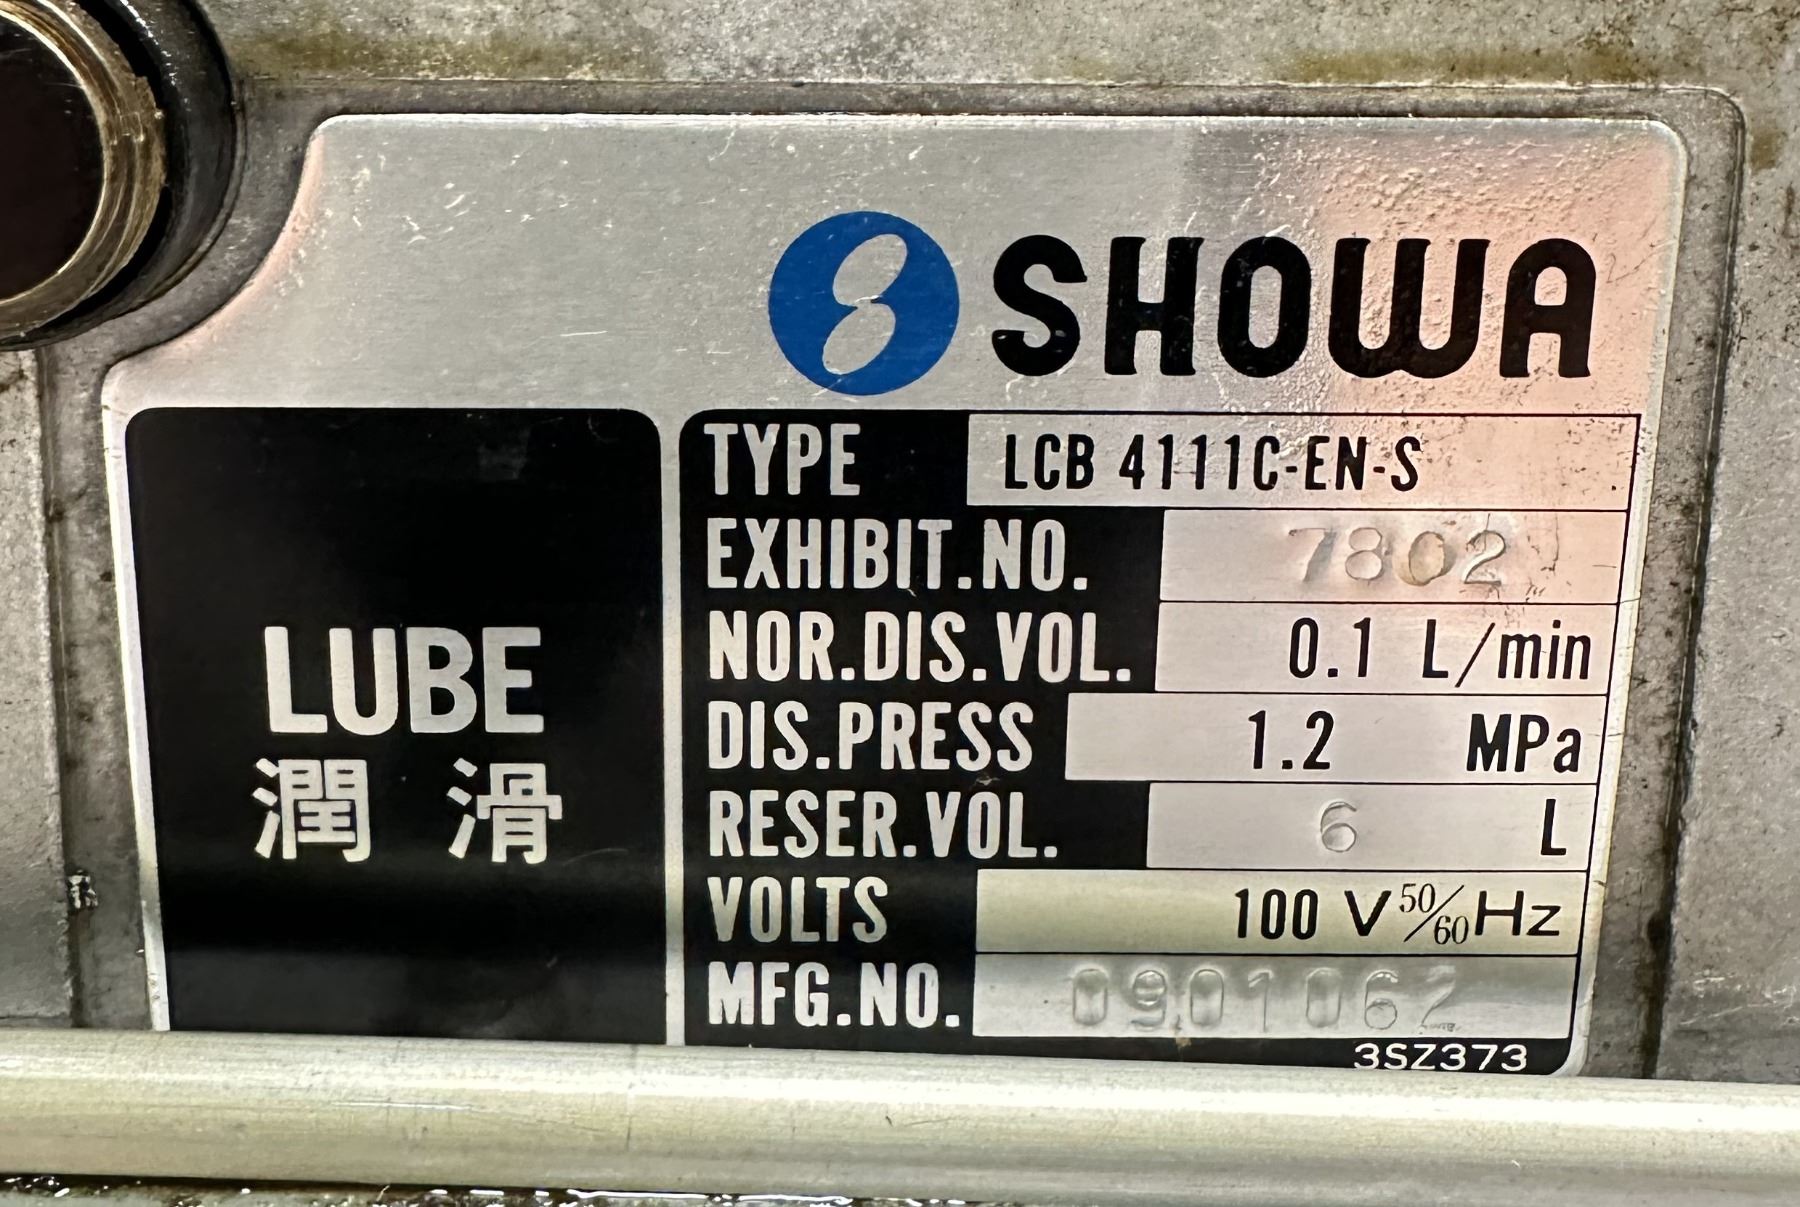 SHOWA
LUBE
潤 滑
TYPE LCB 4111C-EN-S
EXHIBIT.NO. 7802
NOR.DIS.VOL. 0.1 L/min
DIS.PRESS 1.2 MPa
RESER.VOL. 6 L
VOLTS 100 V 50/60 Hz
MFG.NO. 0901062
3SZ373